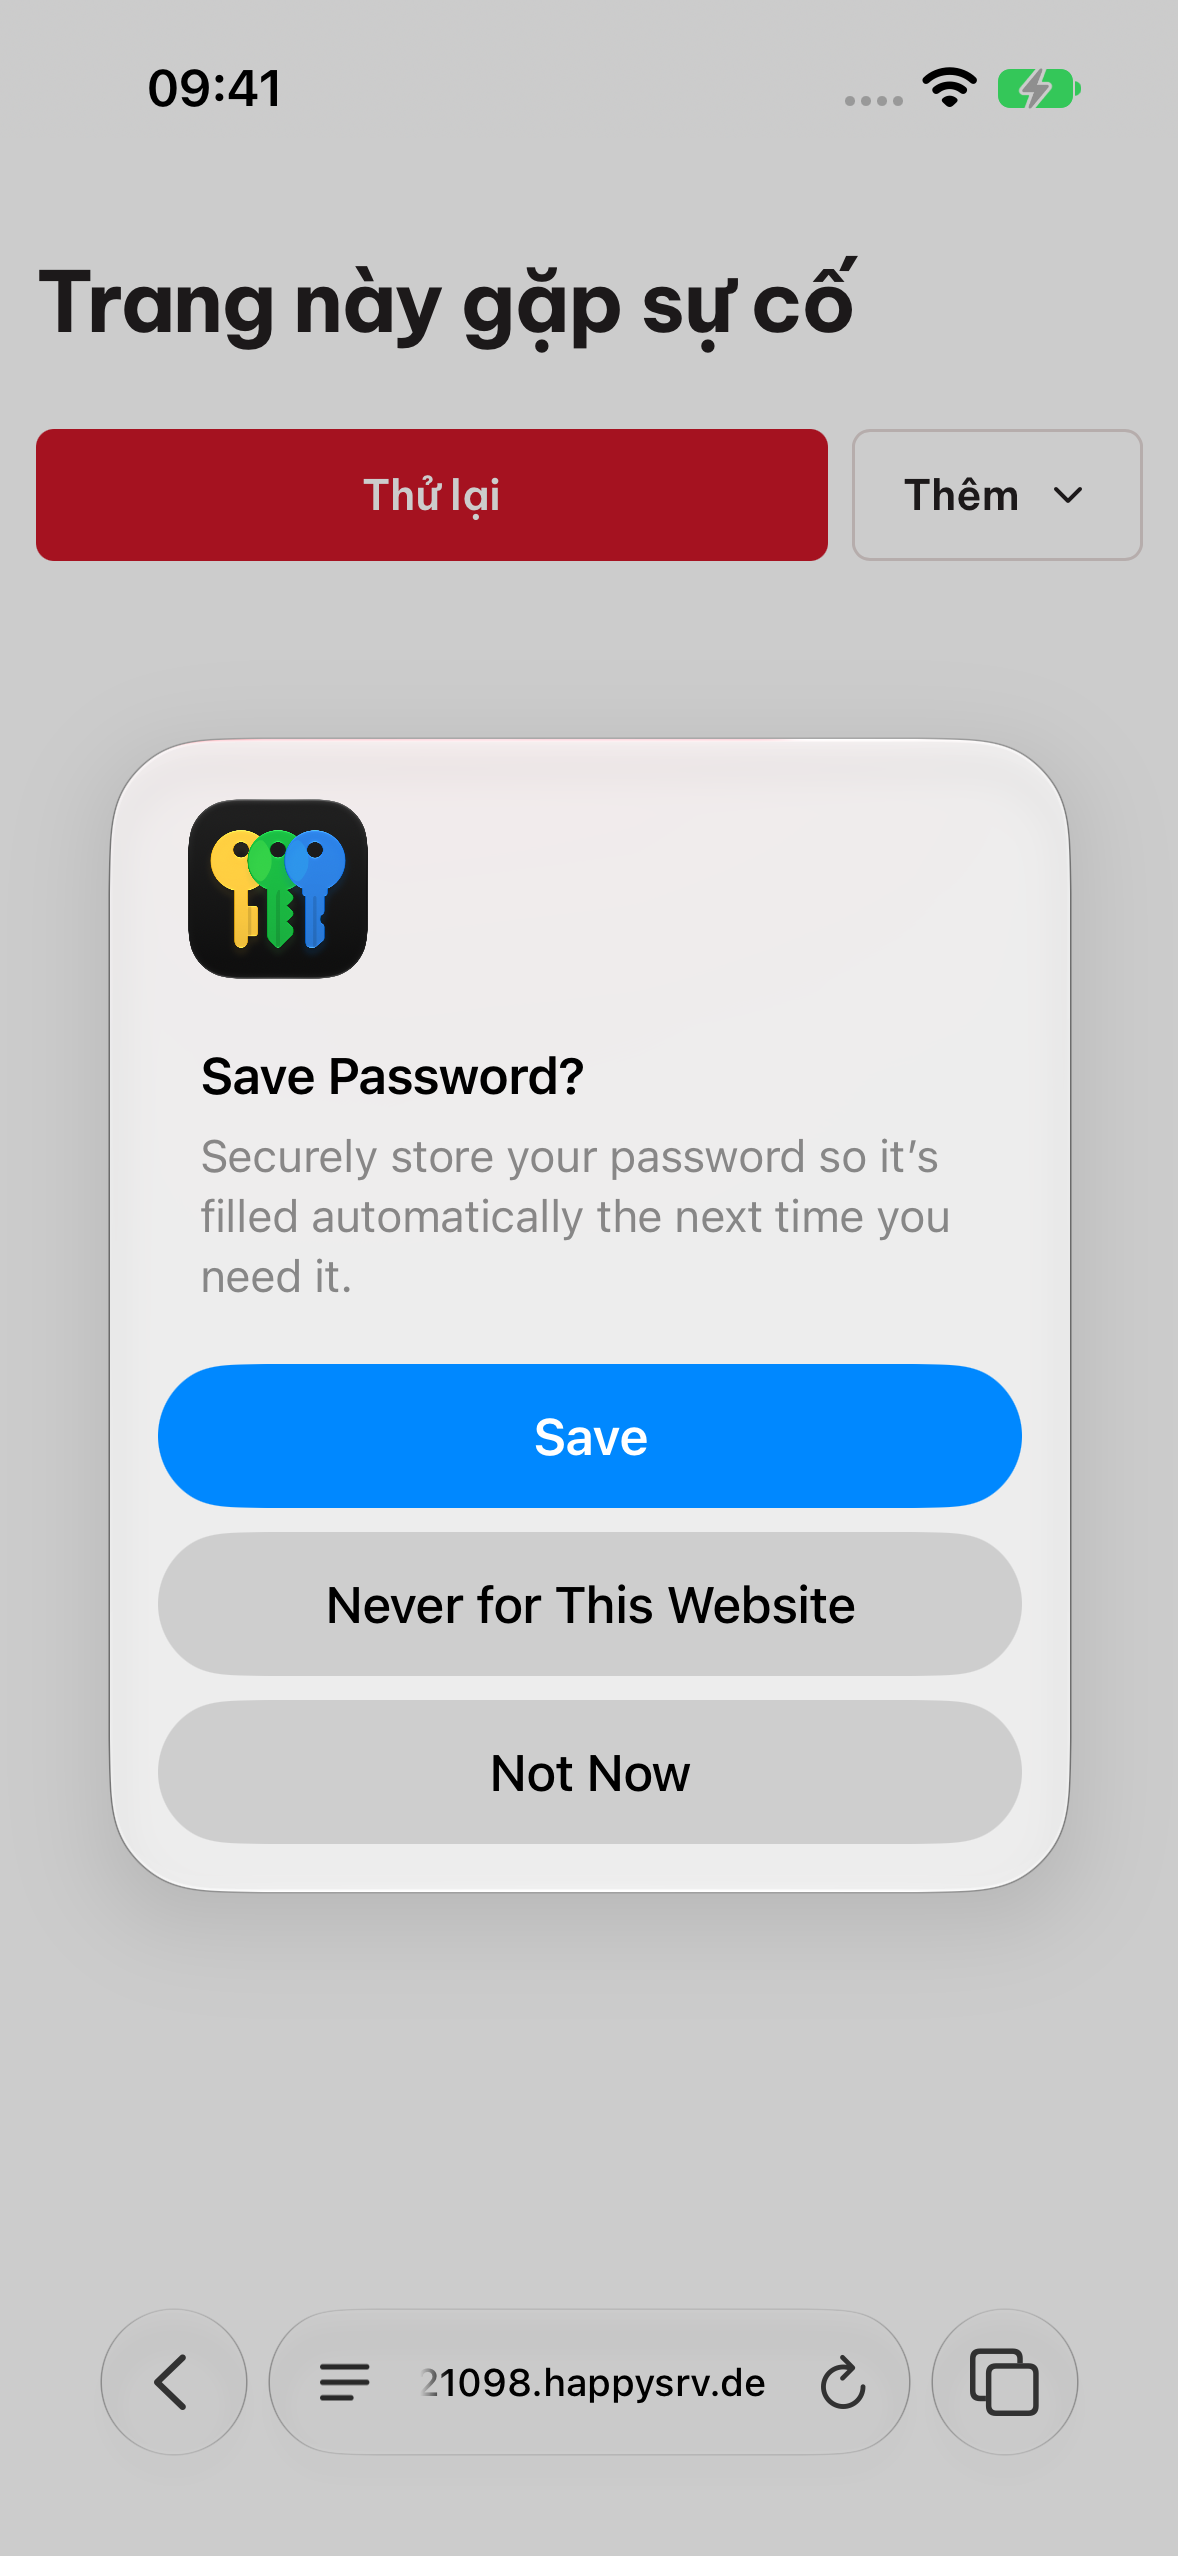 09:41
Trang này gặp sự cố
Thử lại
Thêm
Save Password?
Securely store your password so it’s
filled automatically the next time you
need it.
Save
Never for This Website
Not Now
21098.happysrv.de